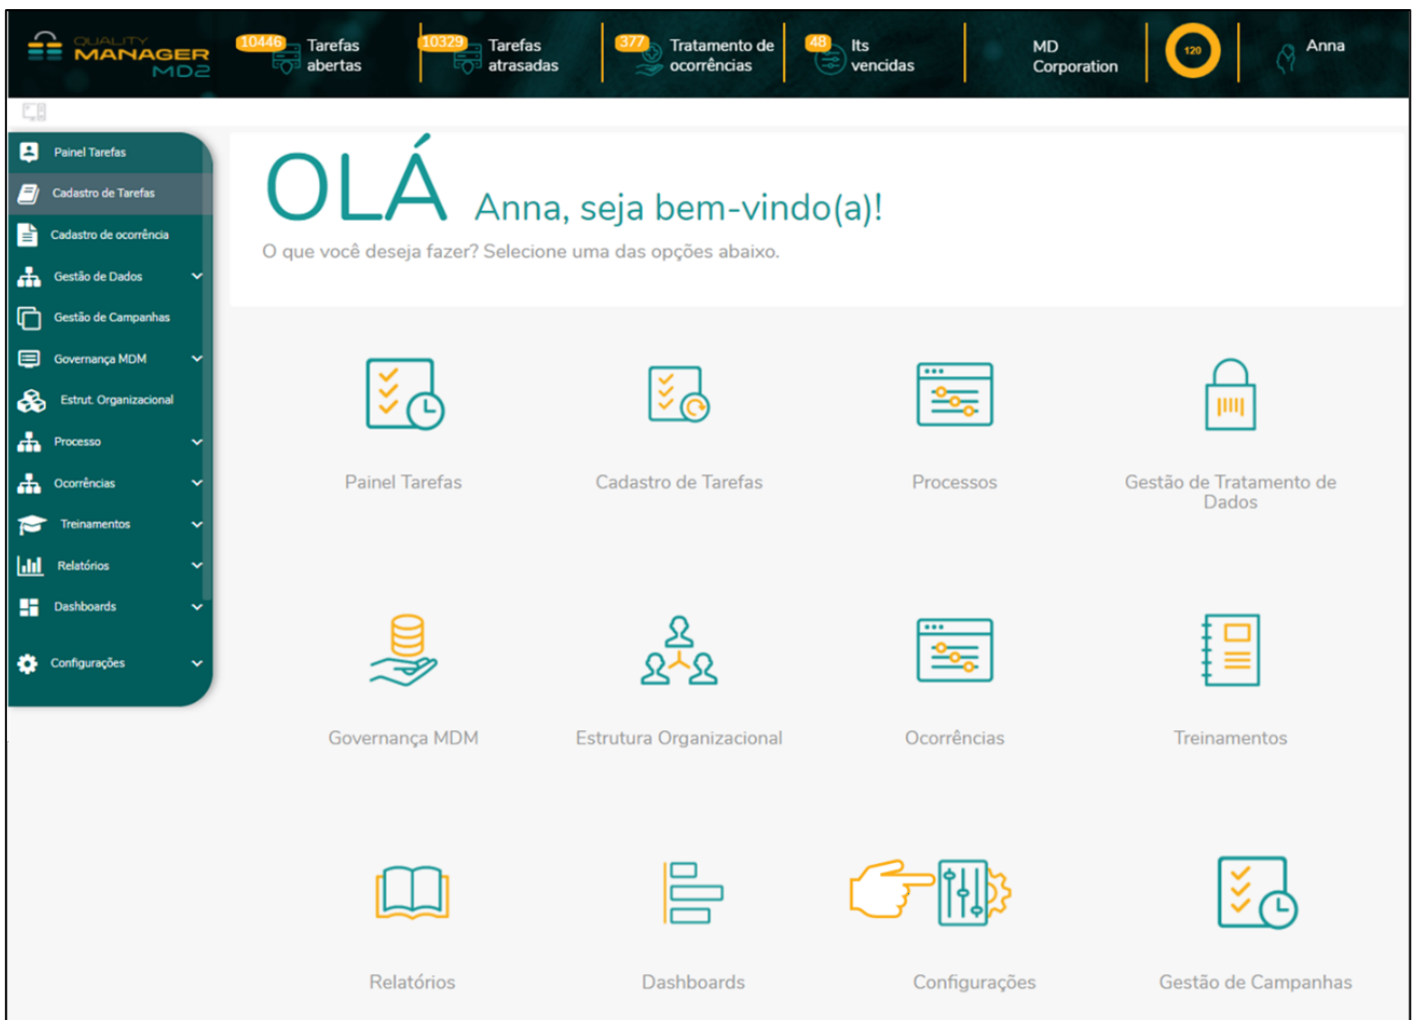 QUALITY
MANAGER
MD2
10446
Tarefas
abertas
10329
Tarefas
atrasadas
377
Tratamento de
ocorrências
48
Its
vencidas
MD
Corporation
120
Anna
Painel Tarefas
Cadastro de Tarefas
Cadastro de ocorrência
Gestão de Dados
Gestão de Campanhas
Governança MDM
Estrut. Organizacional
Processo
Ocorrências
Treinamentos
Relatórios
Dashboards
Configurações
OLÁ Anna, seja bem-vindo(a)!
O que você deseja fazer? Selecione uma das opções abaixo.
Painel Tarefas
Cadastro de Tarefas
Processos
Gestão de Tratamento de
Dados
Governança MDM
Estrutura Organizacional
Ocorrências
Treinamentos
Relatórios
Dashboards
Configurações
Gestão de Campanhas